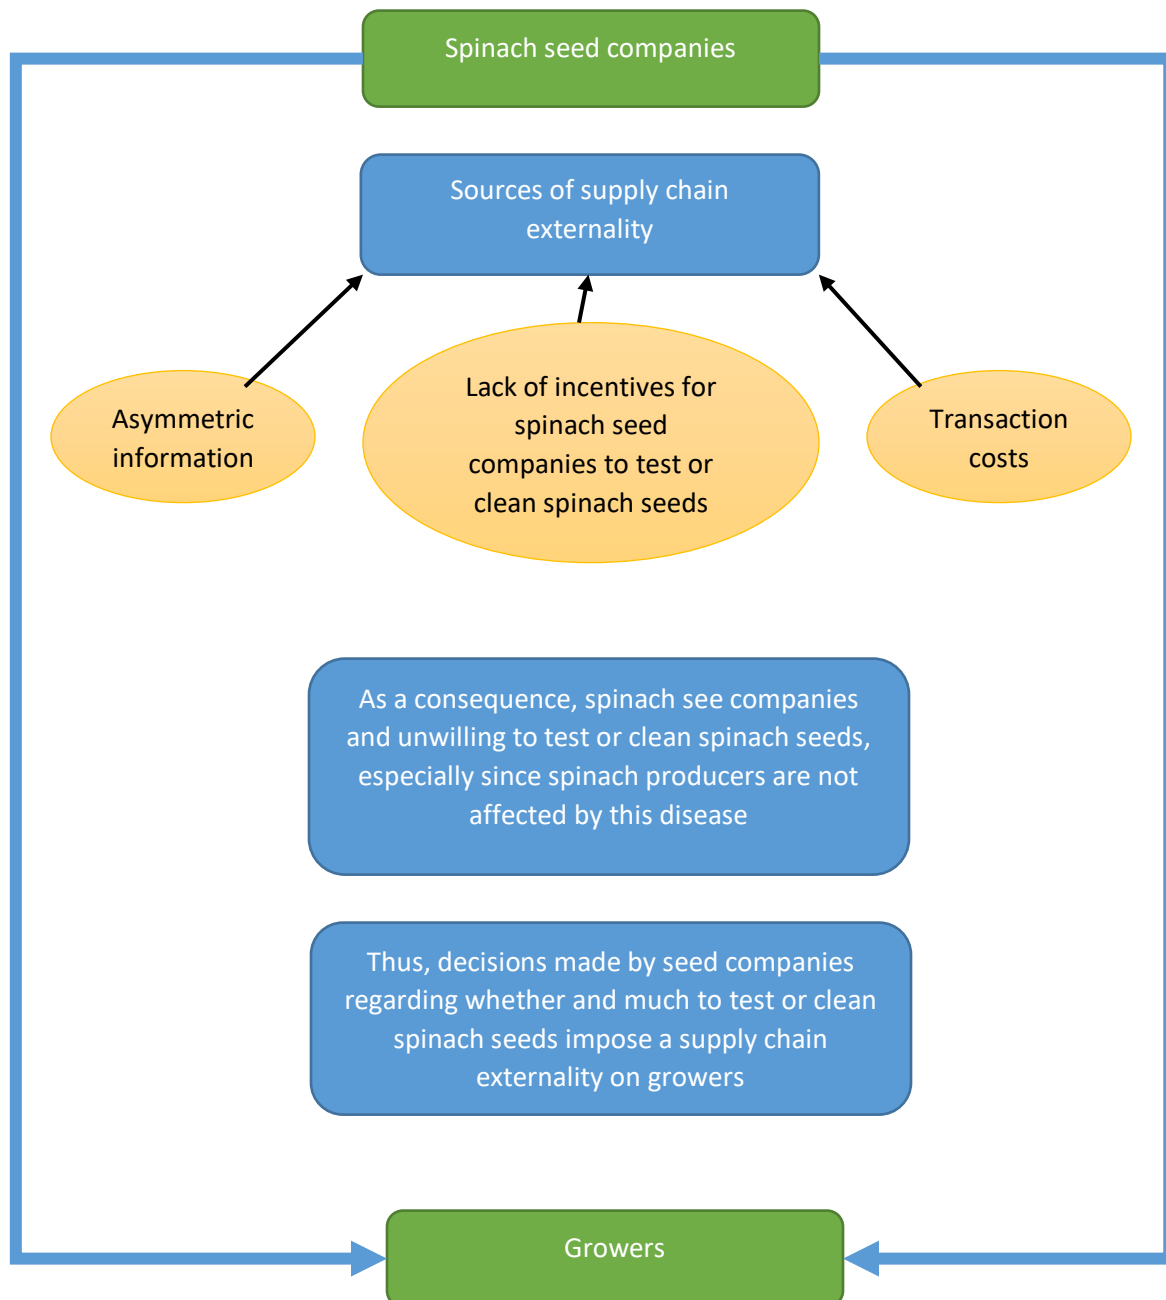 Spinach seed companies
Sources of supply chain
externality
Asymmetric
information
Lack of incentives for
spinach seed
companies to test or
clean spinach seeds
Transaction
costs
As a consequence, spinach see companies
and unwilling to test or clean spinach seeds,
especially since spinach producers are not
affected by this disease
Thus, decisions made by seed companies
regarding whether and much to test or clean
spinach seeds impose a supply chain
externality on growers
Growers